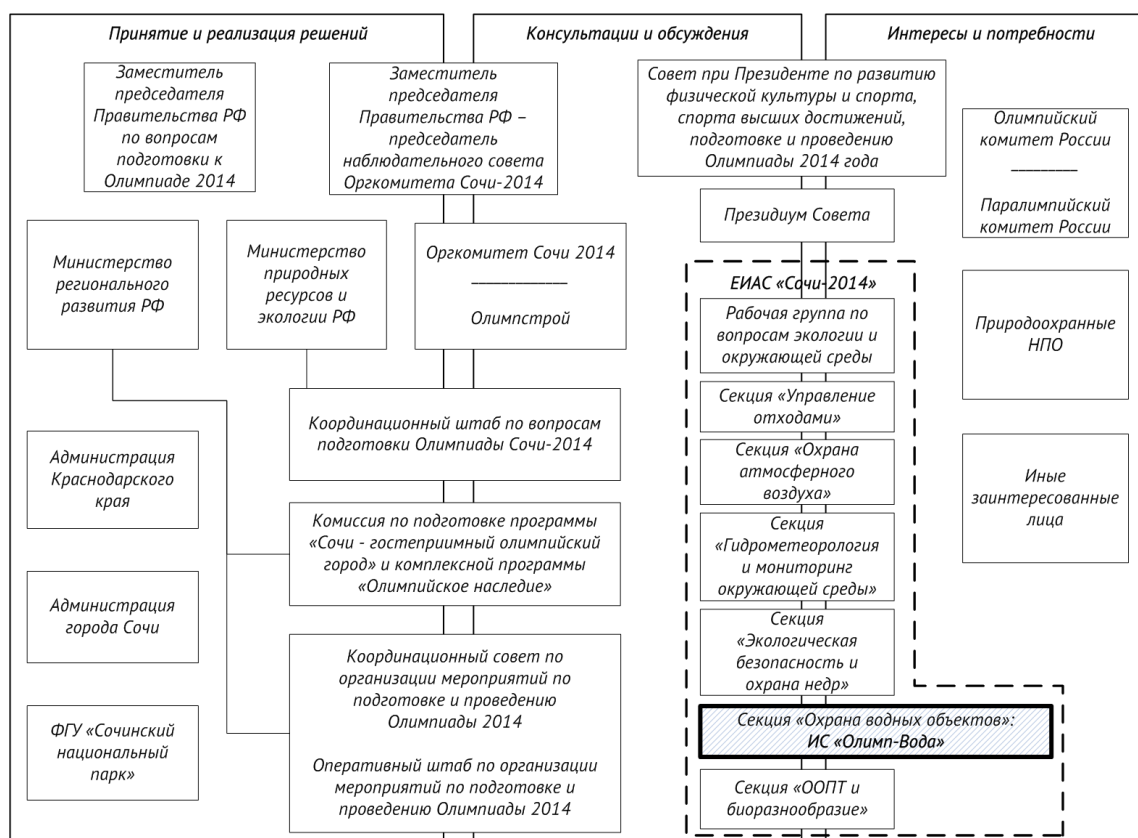 Принятие и реализация решений
Консультации и обсуждения
Интересы и потребности
Заместитель
председателя
Правительства РФ
по вопросам
подготовки к
Олимпиаде 2014
Заместитель
председателя
Правительства РФ –
председатель
наблюдательного совета
Оргкомитета Сочи-2014
Совет при Президенте по развитию
физической культуры и спорта,
спорта высших достижений,
подготовке и проведению
Олимпиады 2014 года
Олимпийский
комитет России
__________
Паралимпийский
комитет России
Президиум Совета
Министерство
регионального
развития РФ
Министерство
природных
ресурсов и
экологии РФ
Оргкомитет Сочи 2014
______________
Олимпстрой
ЕИАС «Сочи-2014»
Рабочая группа по
вопросам экологии и
окружающей среды
Природоохранные
НПО
Координационный штаб по вопросам
подготовки Олимпиады Сочи-2014
Секция «Управление
отходами»
Администрация
Краснодарского
края
Секция «Охрана
атмосферного
воздуха»
Иные
заинтересованные
лица
Комиссия по подготовке программы
«Сочи - гостеприимный олимпийский
город» и комплексной программы
«Олимпийское наследие»
Секция
«Гидрометеорология
и мониторинг
окружающей среды»
Администрация
города Сочи
Секция
«Экологическая
безопасность и
охрана недр»
Координационный совет по
организации мероприятий по
подготовке и проведению
Олимпиады 2014
Оперативный штаб по организации
мероприятий по подготовке и
проведению Олимпиады 2014
ФГУ «Сочинский
национальный
парк»
Секция «Охрана водных объектов»:
ИС «Олимп-Вода»
Секция «ООПТ и
биоразнообразие»